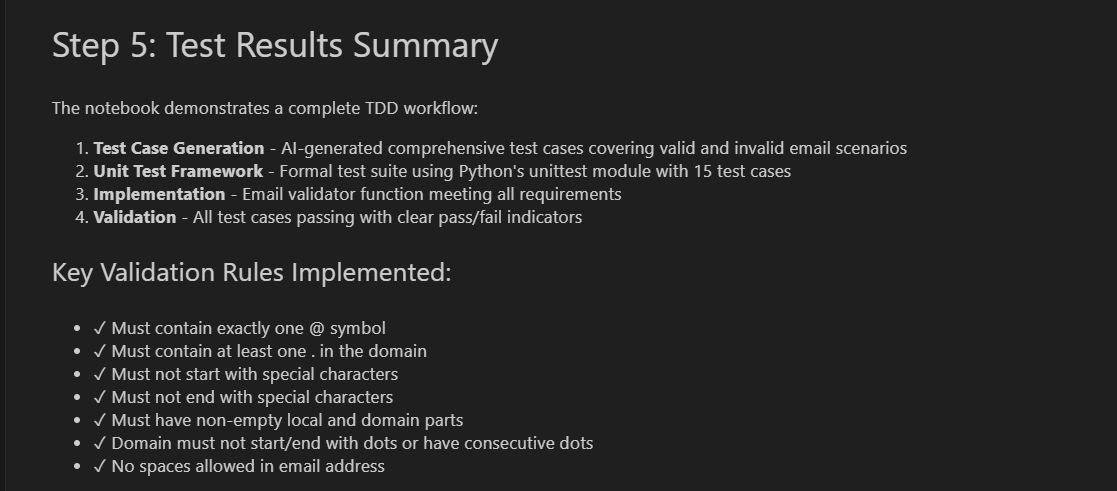 Step 5: Test Results Summary
The notebook demonstrates a complete TDD workflow:
1. Test Case Generation - AI-generated comprehensive test cases covering valid and invalid email scenarios
2. Unit Test Framework - Formal test suite using Python's unittest module with 15 test cases
3. Implementation - Email validator function meeting all requirements
4. Validation - All test cases passing with clear pass/fail indicators
Key Validation Rules Implemented:
• ✓ Must contain exactly one @ symbol
• ✓ Must contain at least one . in the domain
• ✓ Must not start with special characters
• ✓ Must not end with special characters
• ✓ Must have non-empty local and domain parts
• ✓ Domain must not start/end with dots or have consecutive dots
• ✓ No spaces allowed in email address